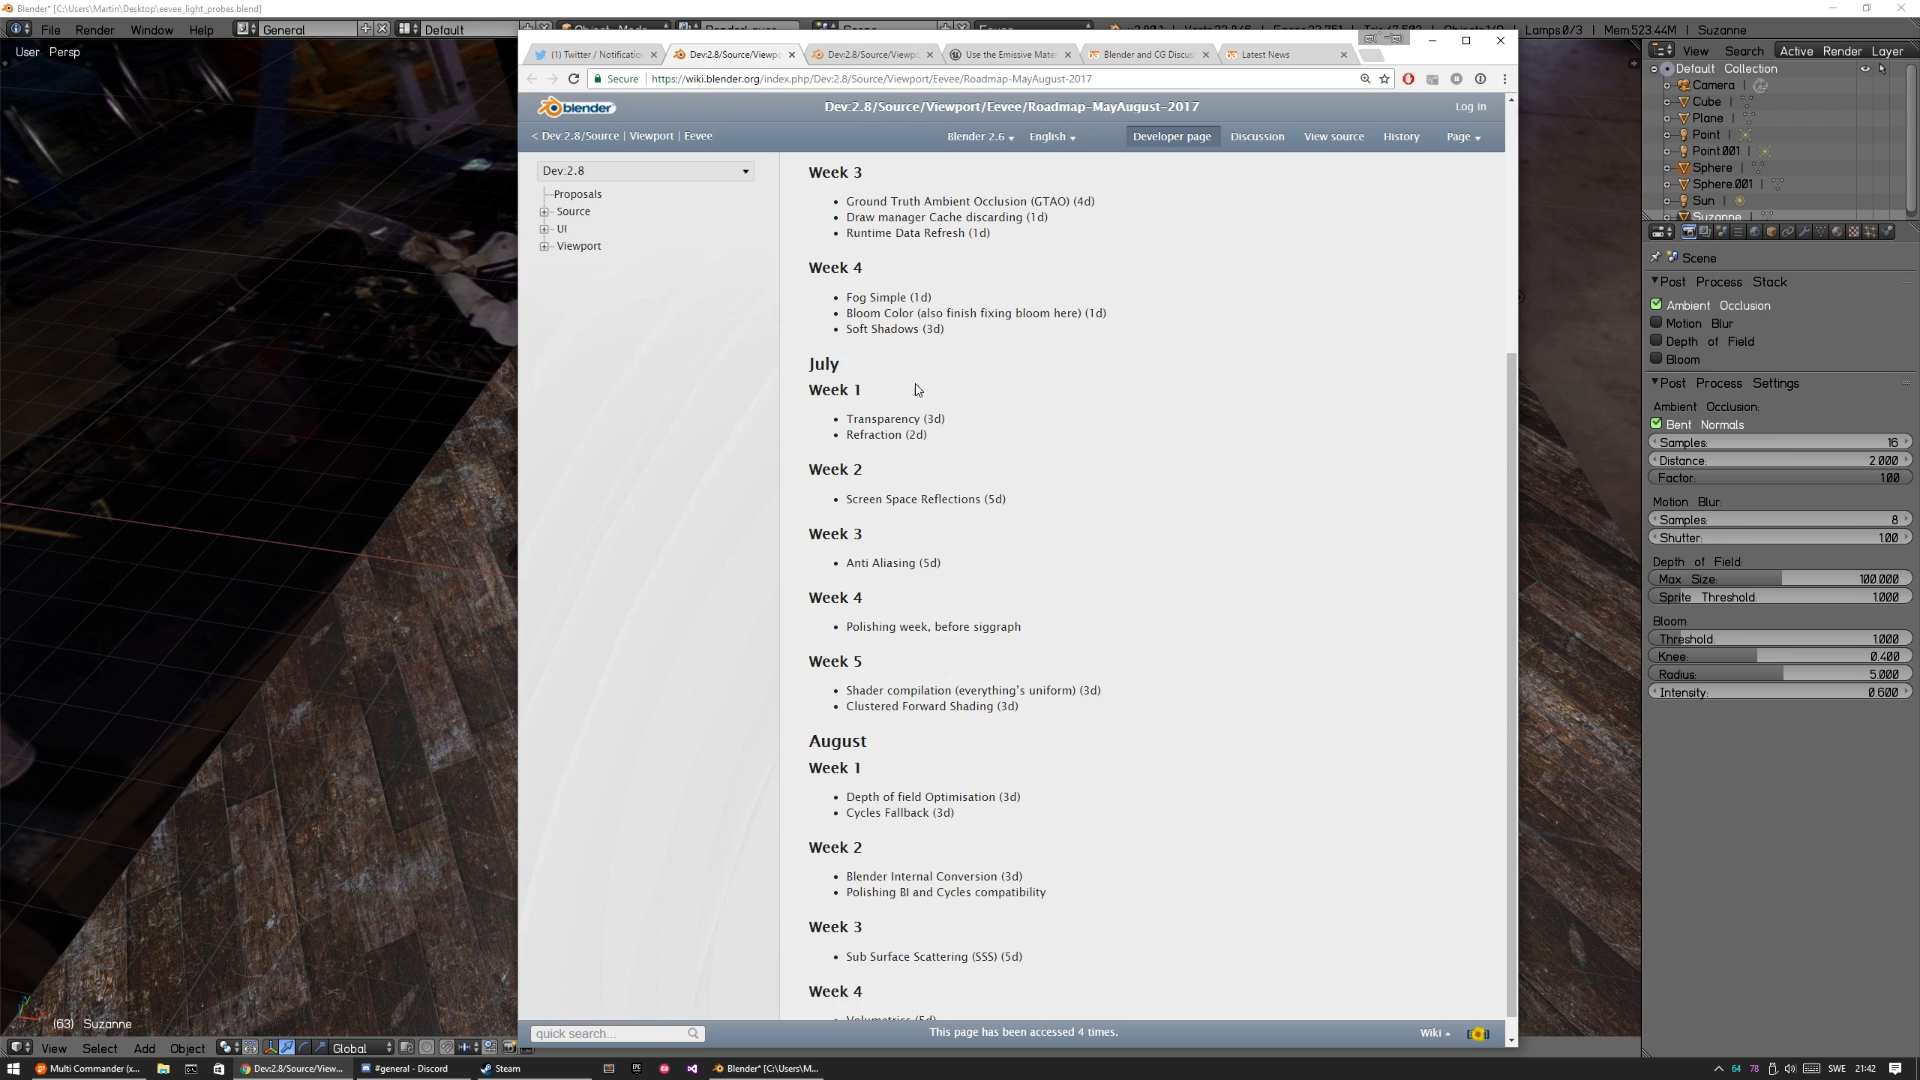 Blender* [C:\Users\Martin\Desktop\eevee_light_probes.blend]
File Render Window Help General Default
Lamps:0/3 | Mem:523.44M | Suzanne
User Persp
(1) Twitter / Notification
Dev:2.8/Source/Viewpo
Dev:2.8/Source/Viewpo
Use the Emissive Mate
Blender and CG Discus
Latest News
Secure https://wiki.blender.org/index.php/Dev:2.8/Source/Viewport/Eevee/Roadmap-MayAugust-2017
blender
Dev:2.8/Source/Viewport/Eevee/Roadmap-MayAugust-2017
Log in
< Dev:2.8/Source | Viewport | Eevee
Blender 2.6 English Developer page Discussion View source History Page
Dev:2.8
Proposals
Source
UI
Viewport
Week 3
Ground Truth Ambient Occlusion (GTAO) (4d)
Draw manager Cache discarding (1d)
Runtime Data Refresh (1d)
Week 4
Fog Simple (1d)
Bloom Color (also finish fixing bloom here) (1d)
Soft Shadows (3d)
July
Week 1
Transparency (3d)
Refraction (2d)
Week 2
Screen Space Reflections (5d)
Week 3
Anti Aliasing (5d)
Week 4
Polishing week, before siggraph
Week 5
Shader compilation (everything's uniform) (3d)
Clustered Forward Shading (3d)
August
Week 1
Depth of field Optimisation (3d)
Cycles Fallback (3d)
Week 2
Blender Internal Conversion (3d)
Polishing BI and Cycles compatibility
Week 3
Sub Surface Scattering (SSS) (5d)
Week 4
Volumetrics (5d)
quick search...
This page has been accessed 4 times.
Wiki
View Search Active Render Layer
Default Collection
Camera
Cube
Plane
Point
Point.001
Sphere
Sphere.001
Sun
Suzanne
Scene
Post Process Stack
Ambient Occlusion
Motion Blur
Depth of Field
Bloom
Post Process Settings
Ambient Occlusion:
Bent Normals
Samples: 16
Distance: 2.000
Factor: 1.00
Motion Blur:
Samples: 8
Shutter: 1.00
Depth of Field:
Max Size: 100.000
Sprite Threshold: 1.000
Bloom:
Threshold: 1.000
Knee: 0.400
Radius: 5.000
Intensity: 0.600
(63) Suzanne
View Select Add Object Global
Multi Commander (x...
Dev:2.8/Source/View...
#general - Discord
Steam
Blender* [C:\Users\M...
64 78 SWE 21:42